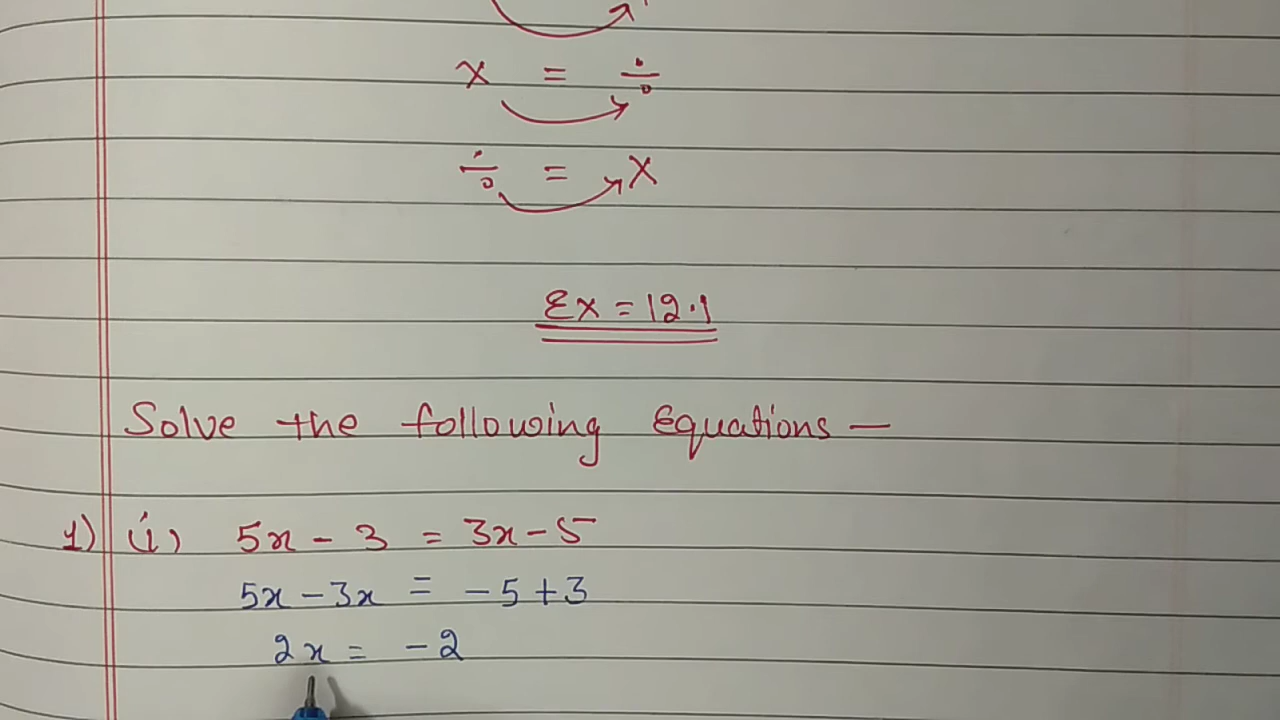 × = ÷
÷ = ×
Ex = 12.1
Solve the following Equations —
1) (i) 5x - 3 = 3x - 5
5x - 3x = -5 + 3
2x = -2